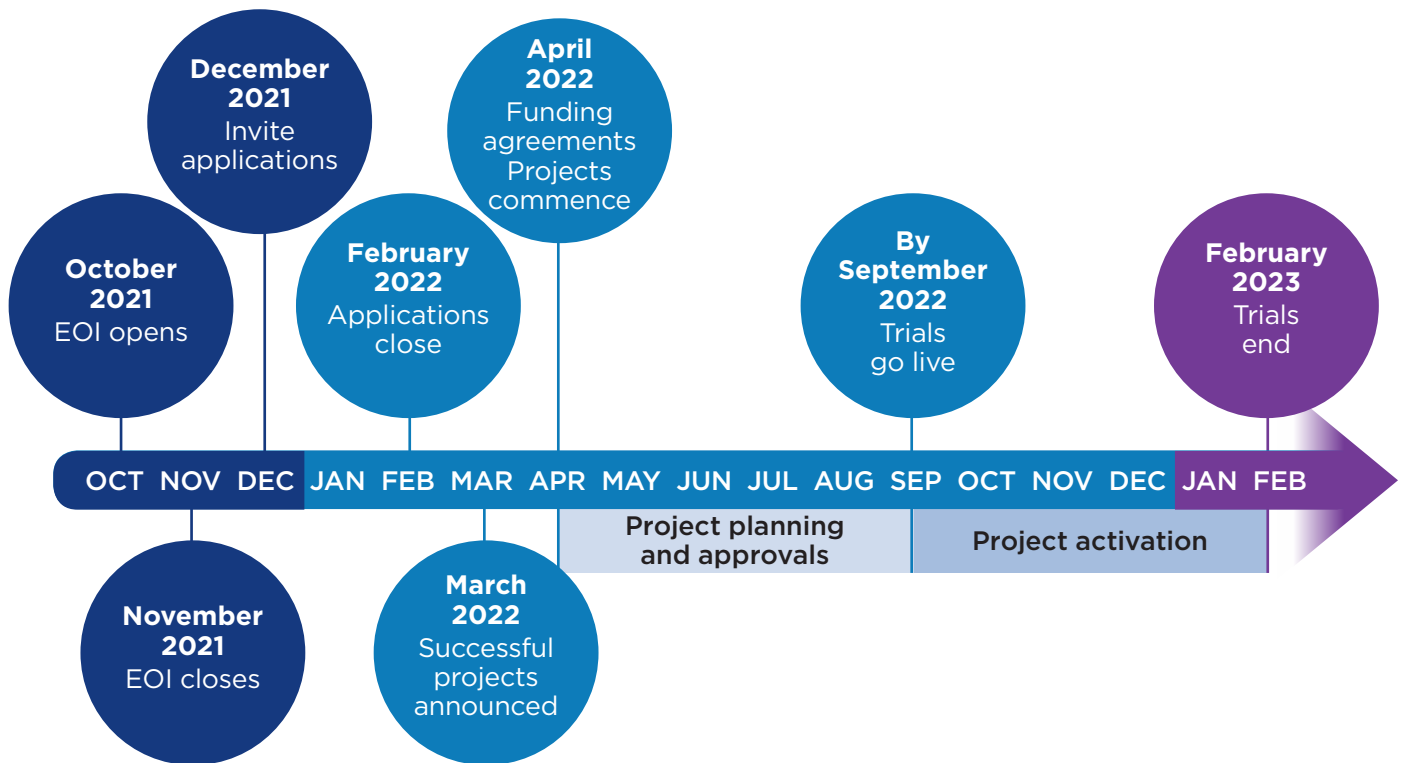 December
2021
Invite
applications
April
2022
Funding
agreements
Projects
commence
October
2021
EOI opens
February
2022
Applications
close
By
September
2022
Trials
go live
February
2023
Trials
end
OCT NOV DEC JAN FEB MAR APR MAY JUN JUL AUG SEP OCT NOV DEC JAN FEB
Project planning
and approvals
Project activation
November
2021
EOI closes
March
2022
Successful
projects
announced